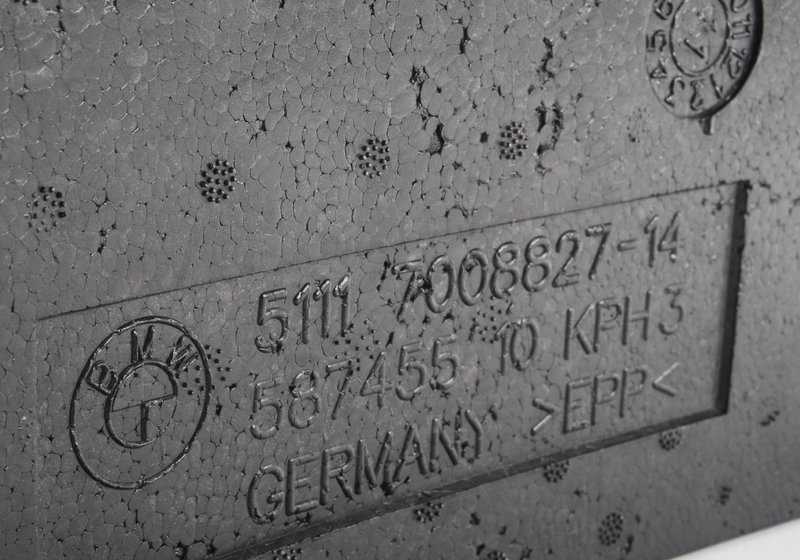 5111 7008827-14
BMW
587455 10 KPH3
GERMANY >EPP<